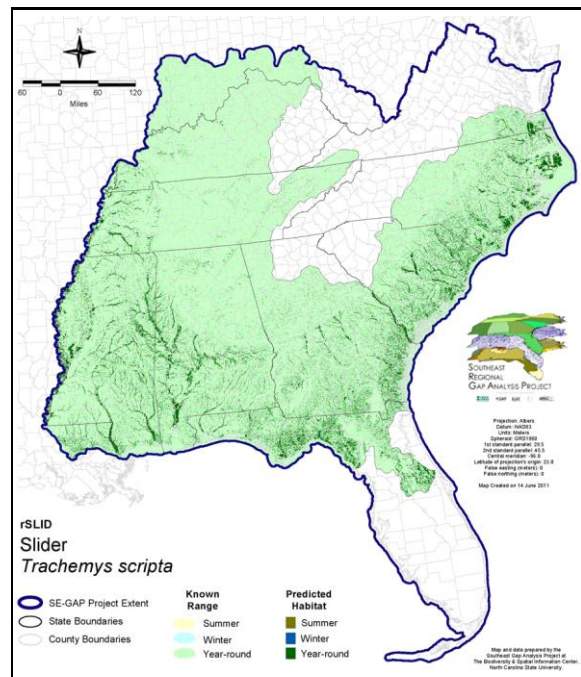 N
60 0 60 120
Miles
SOUTHEAST
REGIONAL
GAP ANALYSIS PROJECT
Projection: Albers
Datum: NAD83
Units: Meters
Spheroid: GRS1980
1st standard parallel: 29.5
2nd standard parallel: 45.5
Central meridian: -96.0
Latitude of projection's origin: 23.0
False easting (meters): 0
False northing (meters): 0
Map Created on 14 June 2011
rSLID
Slider
Trachemys scripta
SE-GAP Project Extent
State Boundaries
County Boundaries
Known
Range
Summer
Winter
Year-round
Predicted
Habitat
Summer
Winter
Year-round
Map and data prepared by the
Southeast Gap Analysis Project at
The Biodiversity & Spatial Information Center,
North Carolina State University.